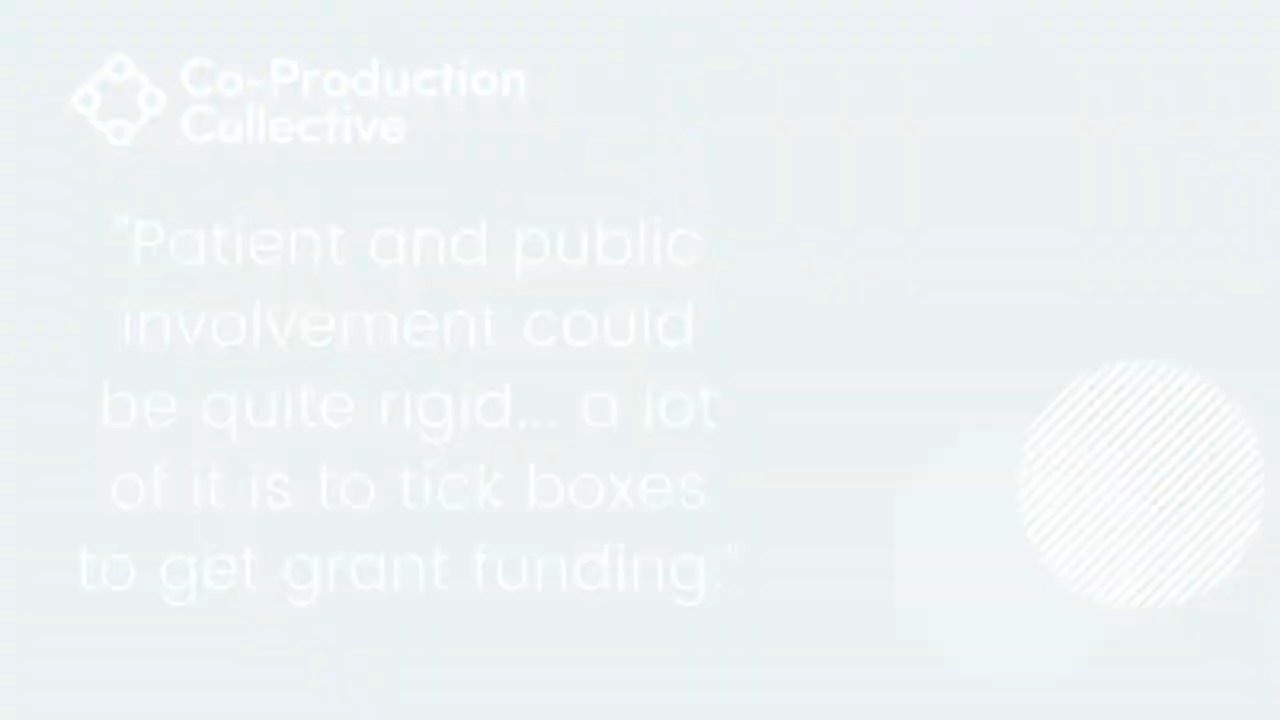 Co-Production
Collective
"Patient and public
involvement could
be quite rigid... a lot
of it is to tick boxes
to get grant funding."